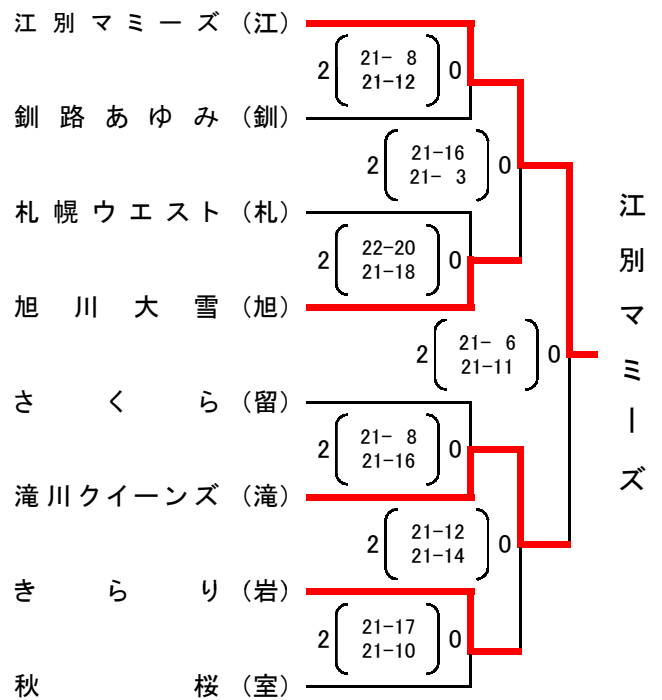 江別マミーズ（江）
2 21- 8 0
21-12
釧路あゆみ（釧）
2 21-16 0
21- 3
札幌ウエスト（札）
2 22-20 0
21-18
旭川大雪（旭）
2 21- 6 0
21-11
さくら（留）
2 21- 8 0
21-16
滝川クイーンズ（滝）
2 21-12 0
21-14
きらり（岩）
2 21-17 0
21-10
秋桜（室）
江別マミーズ